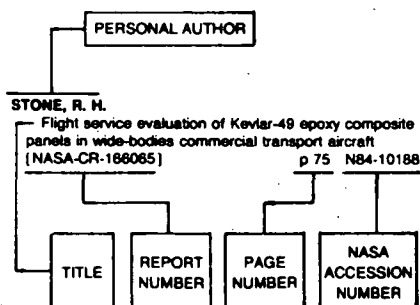 PERSONAL AUTHOR
STONE, R. H.
Flight service evaluation of Kevlar-49 epoxy composite
panels in wide-bodies commercial transport aircraft
[NASA-CR-166065] p 75 N84-10188
TITLE
REPORT
NUMBER
PAGE
NUMBER
NASA
ACCESSION
NUMBER